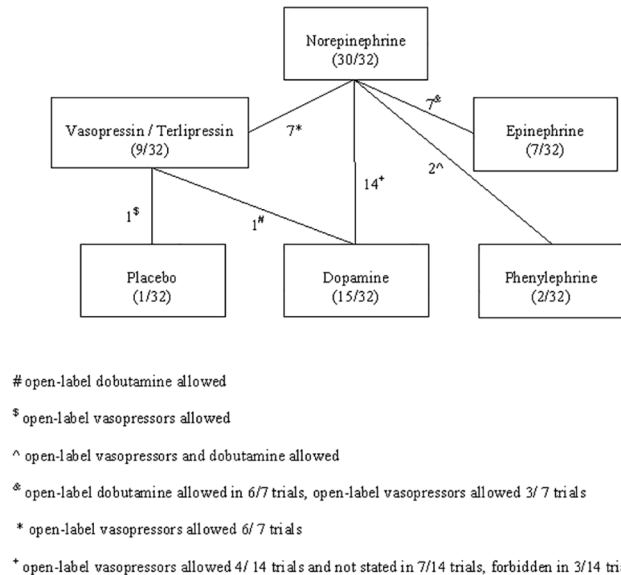 Norepinephrine
(30/32)
Vasopressin / Terlipressin
(9/32)
7*
7&
Epinephrine
(7/32)
14+
2^
1$
1#
Placebo
(1/32)
Dopamine
(15/32)
Phenylephrine
(2/32)
# open-label dobutamine allowed
$ open-label vasopressors allowed
^ open-label vasopressors and dobutamine allowed
& open-label dobutamine allowed in 6/7 trials, open-label vasopressors allowed 3/ 7 trials
* open-label vasopressors allowed 6/ 7 trials
+ open-label vasopressors allowed 4/ 14 trials and not stated in 7/14 trials, forbidden in 3/14